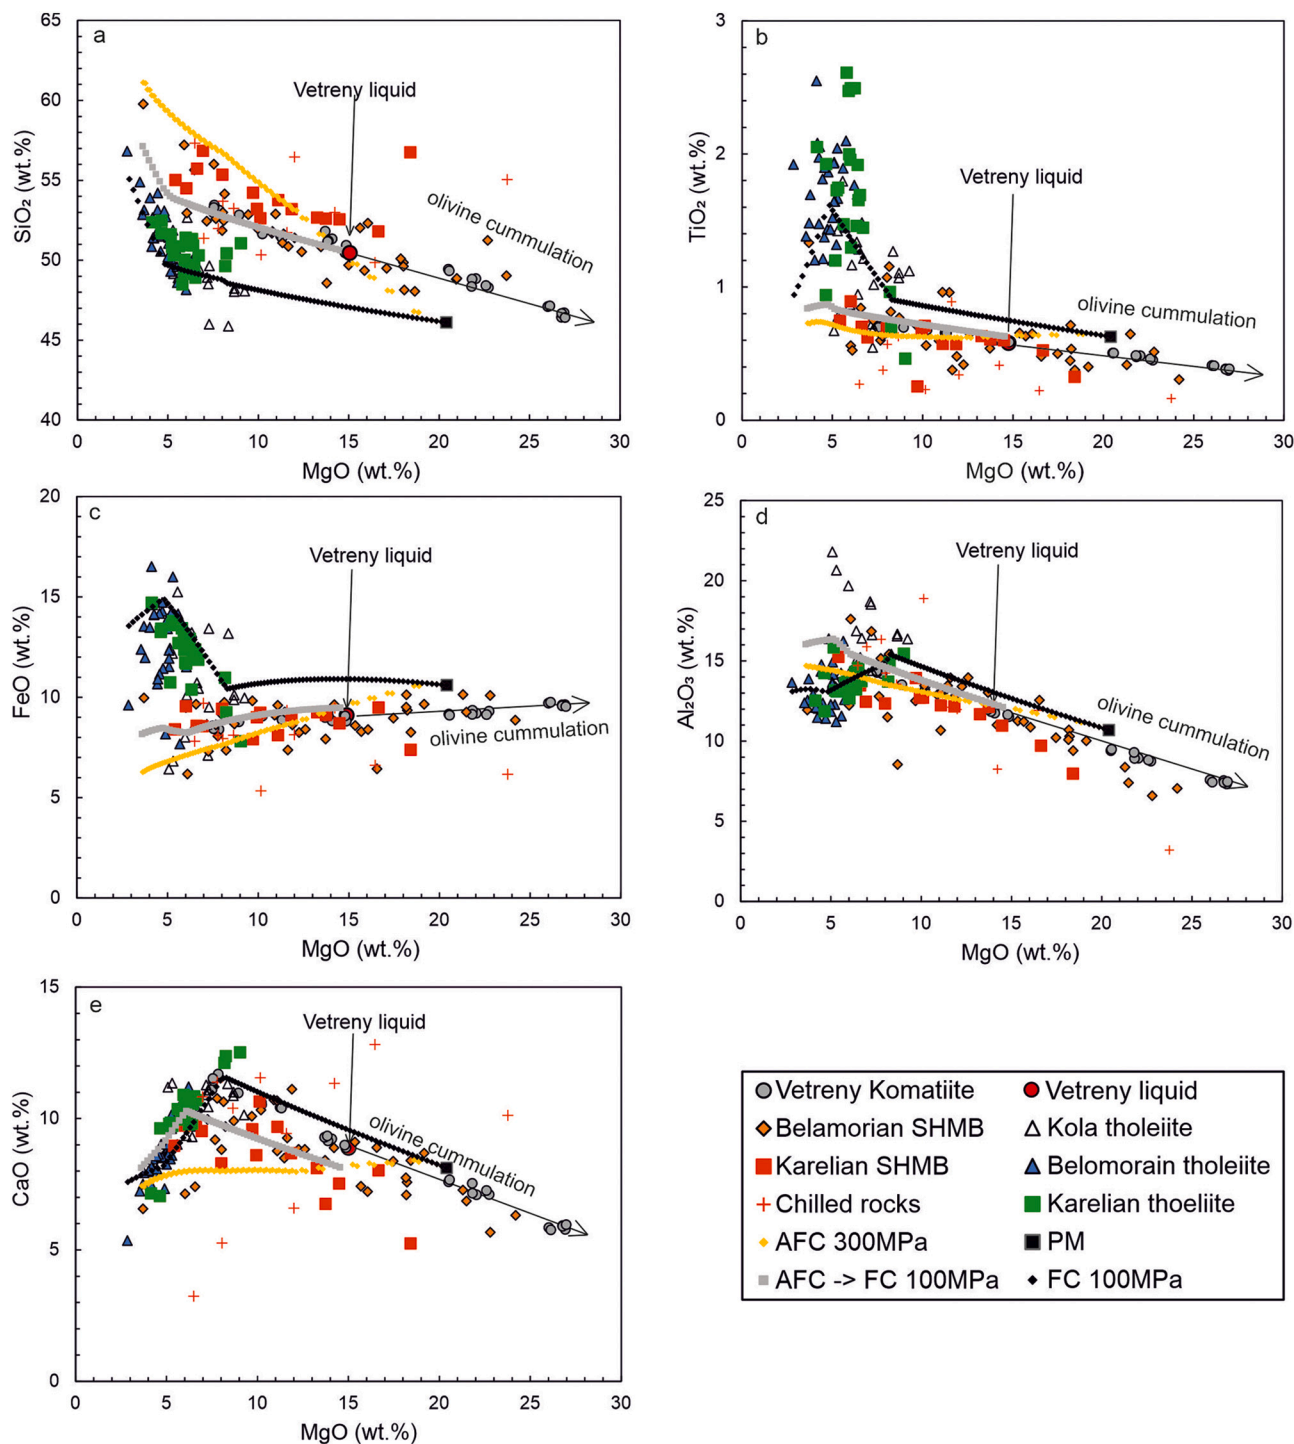 a
65
60
55
50
45
40
SiO₂ (wt.%)
Vetreny liquid
olivine cummulation
0 5 10 15 20 25 30
MgO (wt.%)
b
3
2
1
0
TiO₂ (wt.%)
Vetreny liquid
olivine cummulation
0 5 10 15 20 25 30
MgO (wt.%)
c
20
15
10
5
0
FeO (wt.%)
Vetreny liquid
olivine cummulation
0 5 10 15 20 25 30
MgO (wt.%)
d
25
20
15
10
5
0
Al₂O₃ (wt.%)
Vetreny liquid
olivine cummulation
0 5 10 15 20 25 30
MgO (wt.%)
e
15
10
5
0
CaO (wt.%)
Vetreny liquid
olivine cummulation
0 5 10 15 20 25 30
MgO (wt.%)
Vetreny Komatiite Vetreny liquid
Belamorian SHMB Kola tholeiite
Karelian SHMB Belomorain tholeiite
Chilled rocks Karelian thoeliite
AFC 300MPa PM
AFC -> FC 100MPa FC 100MPa